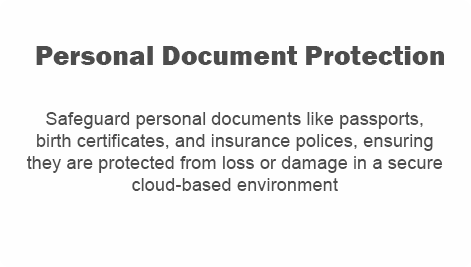 Personal Document Protection
Safeguard personal documents like passports,
birth certificates, and insurance polices, ensuring
they are protected from loss or damage in a secure
cloud-based environment